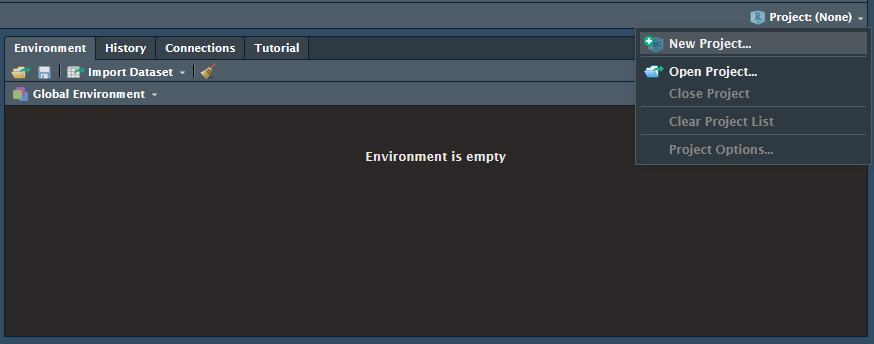 Project: (None)
Environment History Connections Tutorial
New Project...
Import Dataset
Open Project...
Global Environment
Close Project
Clear Project List
Project Options...
Environment is empty